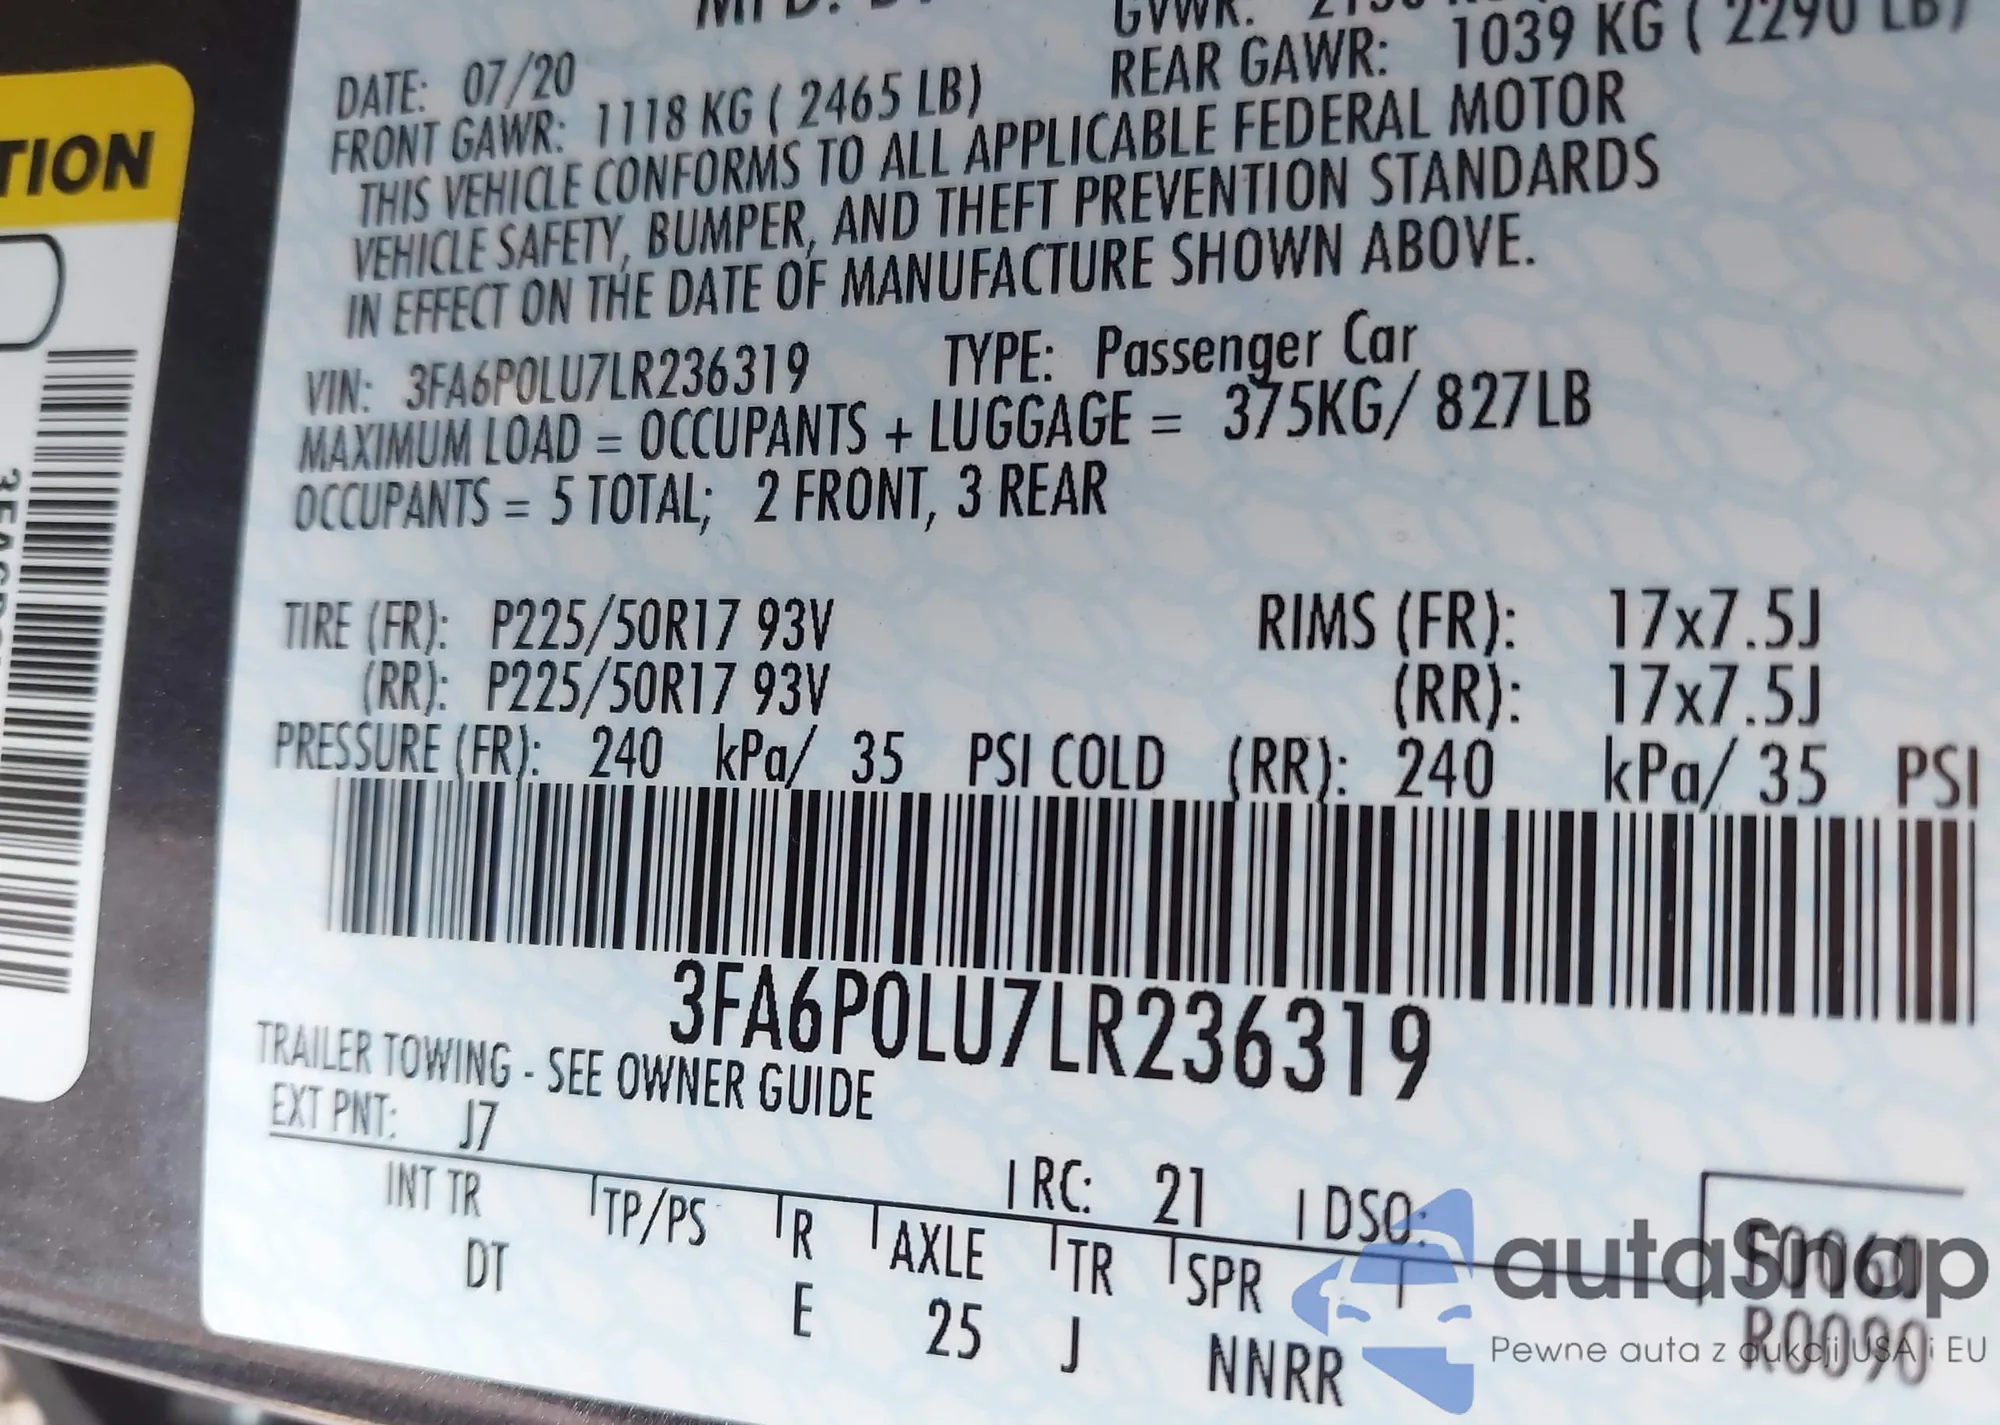 DATE: 07/20
FRONT GAWR: 1118 KG ( 2465 LB) REAR GAWR: 1039 KG ( 2290 LB)
THIS VEHICLE CONFORMS TO ALL APPLICABLE FEDERAL MOTOR
VEHICLE SAFETY, BUMPER, AND THEFT PREVENTION STANDARDS
IN EFFECT ON THE DATE OF MANUFACTURE SHOWN ABOVE.
VIN: 3FA6P0LU7LR236319 TYPE: Passenger Car
MAXIMUM LOAD = OCCUPANTS + LUGGAGE = 375KG/ 827LB
OCCUPANTS = 5 TOTAL; 2 FRONT, 3 REAR
TIRE (FR): P225/50R17 93V RIMS (FR): 17x7.5J
(RR): P225/50R17 93V (RR): 17x7.5J
PRESSURE (FR): 240 kPa/ 35 PSI COLD (RR): 240 kPa/ 35 PSI
3FA6P0LU7LR236319
TRAILER TOWING - SEE OWNER GUIDE
EXT PNT: J7 RC: 21 DSO:
INT TR TP/PS R AXLE TR SPR
DT E 25 J NNRR
R0090
TION
autaSnap
Pewne auta z aukcji USA i EU